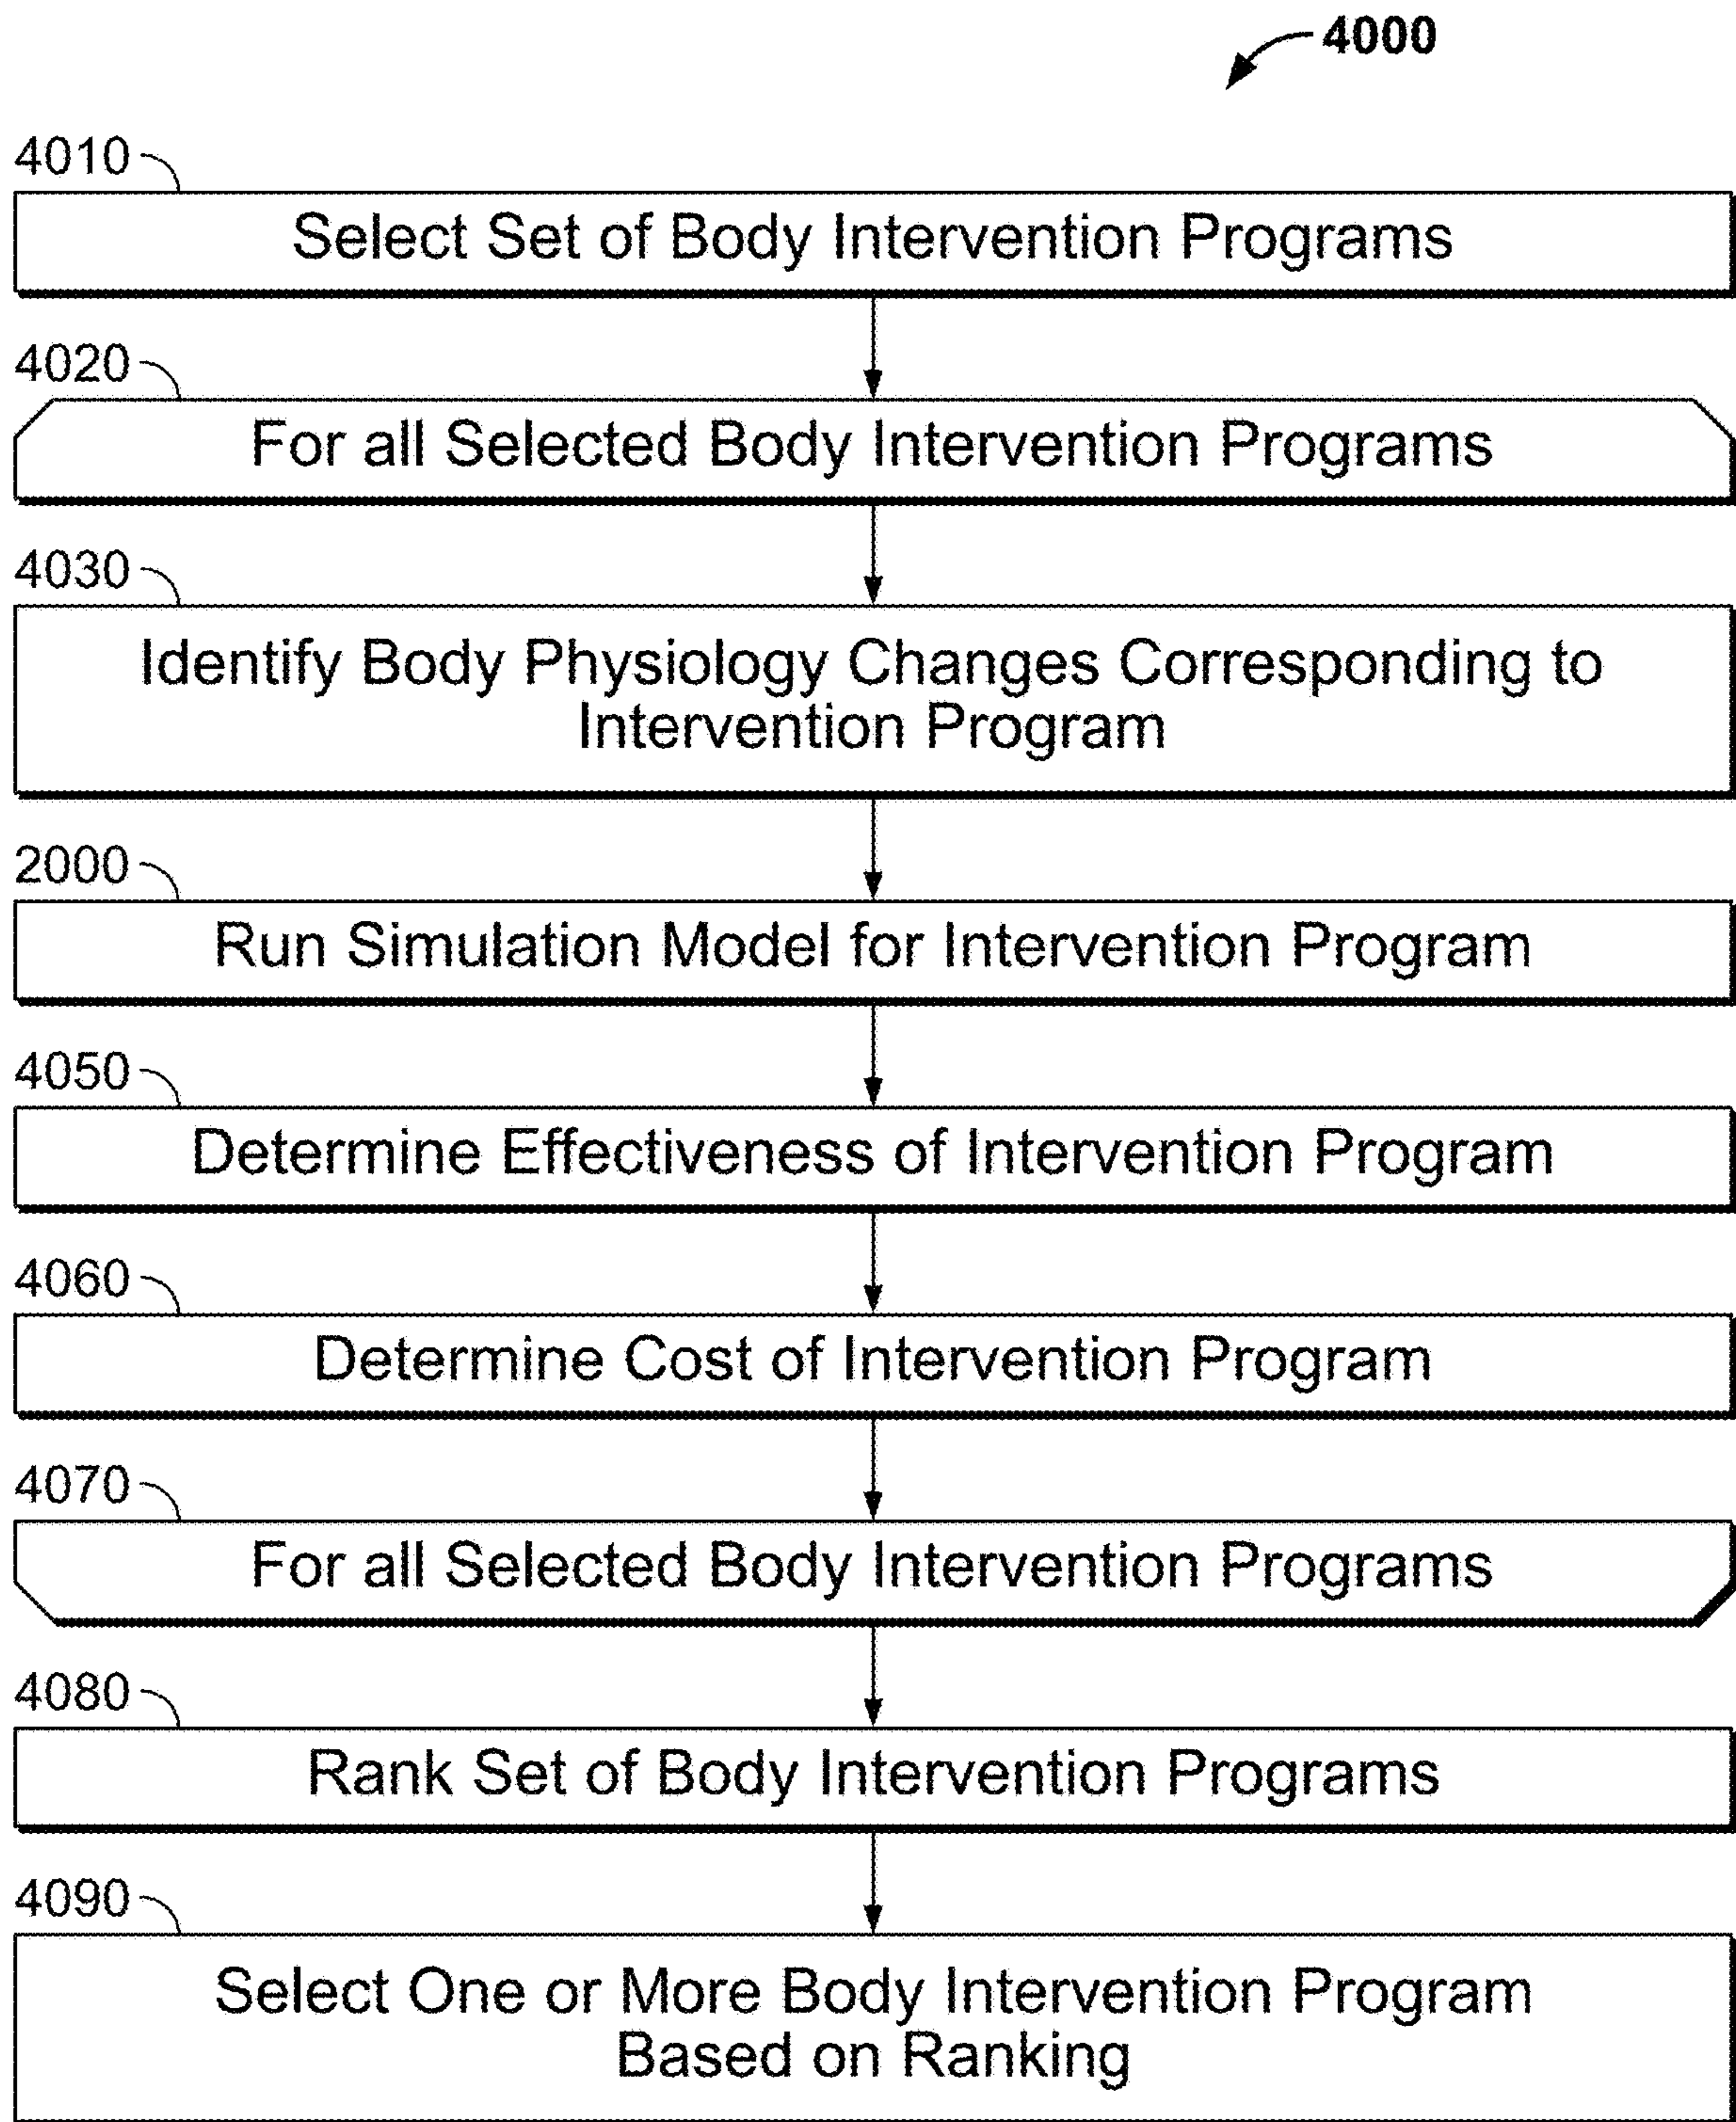 4000
4010
Select Set of Body Intervention Programs
4020
For all Selected Body Intervention Programs
4030
Identify Body Physiology Changes Corresponding to
Intervention Program
2000
Run Simulation Model for Intervention Program
4050
Determine Effectiveness of Intervention Program
4060
Determine Cost of Intervention Program
4070
For all Selected Body Intervention Programs
4080
Rank Set of Body Intervention Programs
4090
Select One or More Body Intervention Program
Based on Ranking